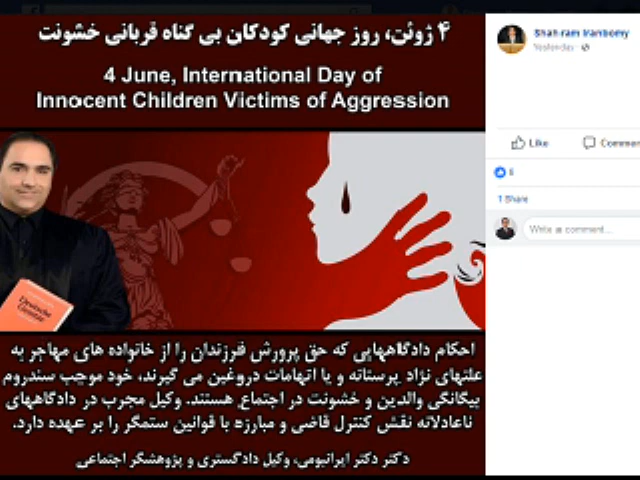 ۴ ژوئن، روز جهانی کودکان بی گناه قربانی خشونت
4 June, International Day of
Innocent Children Victims of Aggression
Deutsche
احکام دادگاههایی که حق پرورش فرزندان را از خانواده های مهاجر به
علتهای نژاد پرستانه و یا اتهامات دروغین می گیرند، خود موجب سندروم
بیگانگی والدین و خشونت در اجتماع هستند. وکیل مجرب در دادگاههای
ناعادلانه نقش کنترل قاضی و مبارزه با قوانین ستمگر را بر عهده دارد.
دکتر دکتر ایرانبومی، وکیل دادگستری و پژوهشگر اجتماعی
Shahram Iranbomy
Yesterday
Like
Commen
6
1 Share
Write a comment...